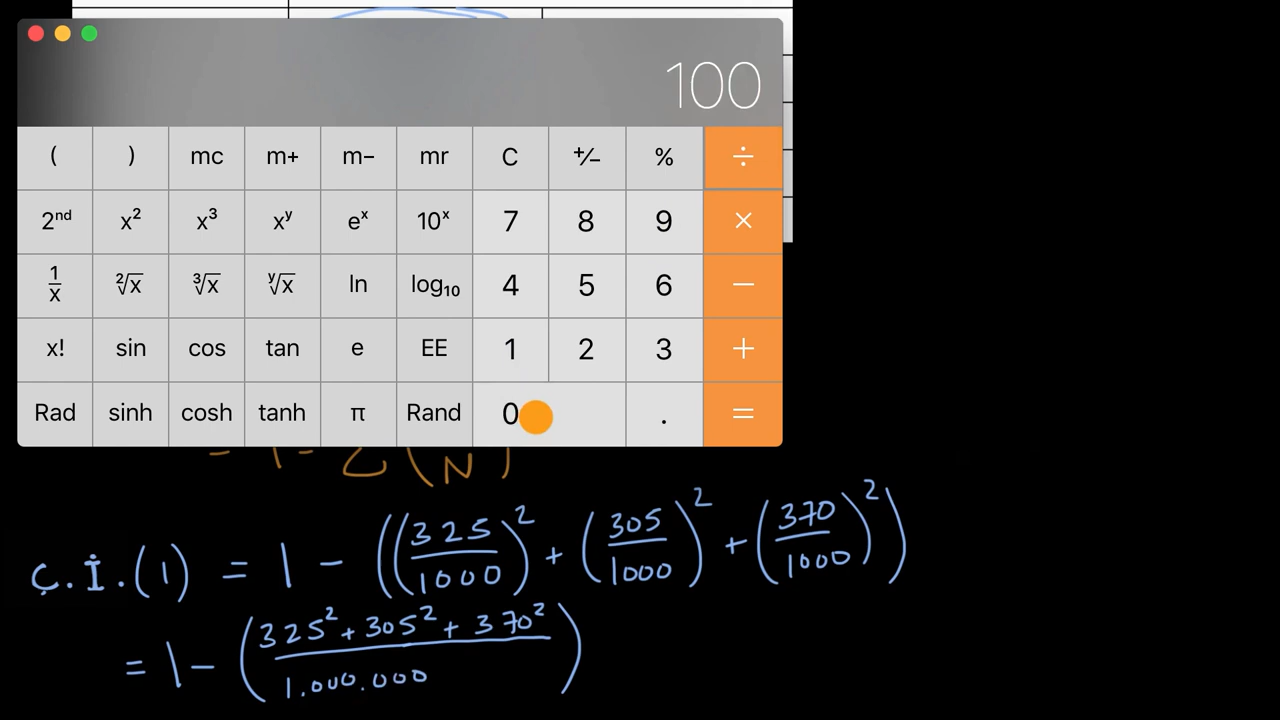 100
( ) mc m+ m− mr C +/− % ÷
2ⁿᵈ x² x³ xʸ eˣ 10ˣ 7 8 9 ×
1/x ²√x ³√x ʸ√x ln log₁₀ 4 5 6 −
x! sin cos tan e EE 1 2 3 +
Rad sinh cosh tanh π Rand 0 . =
= 1 - Σ(N)
Ç.İ.(1) = 1 - ((325/1000)² + (305/1000)² + (370/1000)²)
= 1 - (325² + 305² + 370² / 1.000.000)